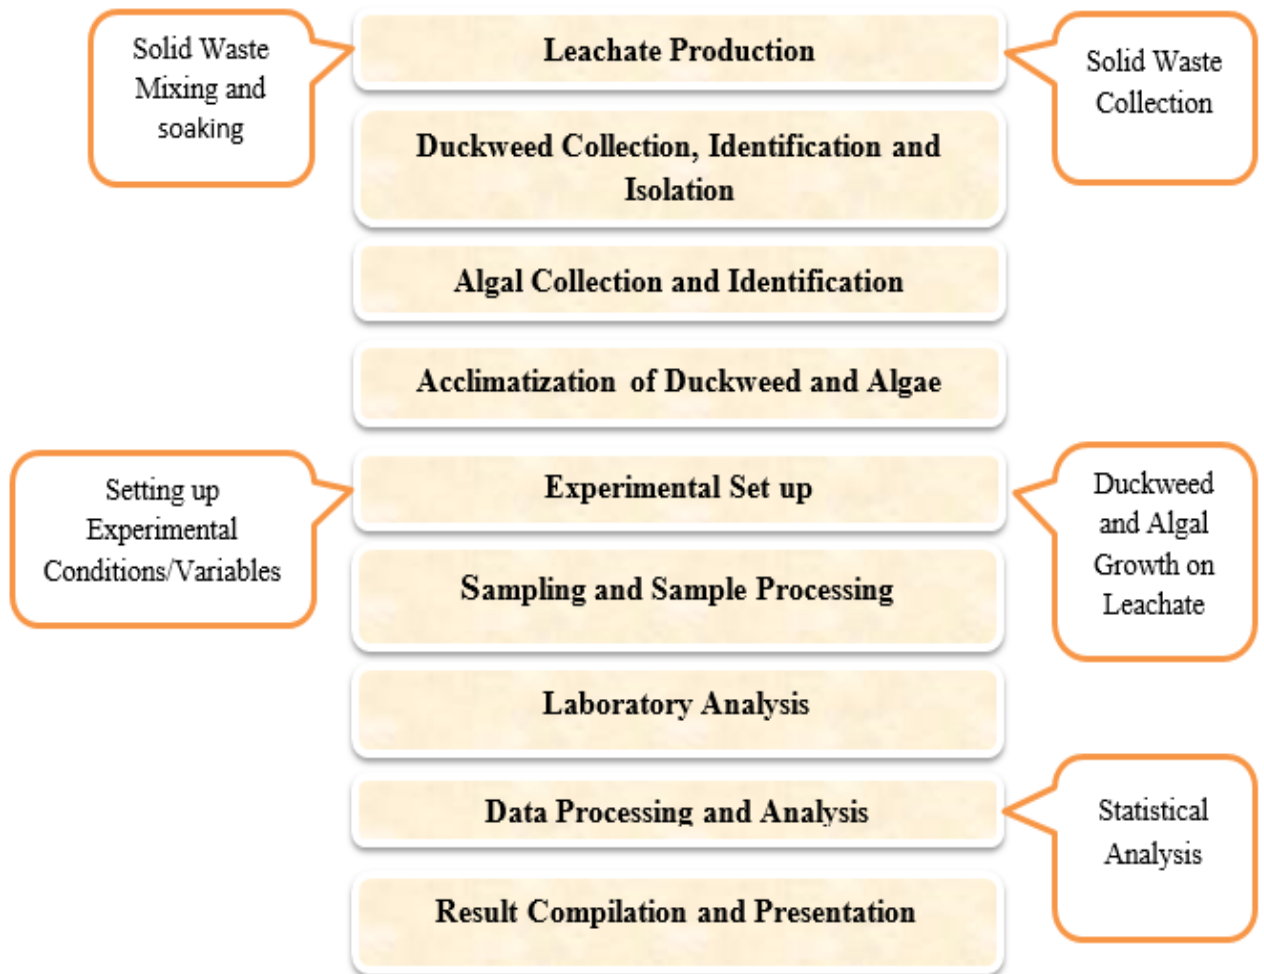 Solid Waste
Mixing and
soaking
Leachate Production
Solid Waste
Collection
Duckweed Collection, Identification and
Isolation
Algal Collection and Identification
Acclimatization of Duckweed and Algae
Setting up
Experimental
Conditions/Variables
Experimental Set up
Duckweed
and Algal
Growth on
Leachate
Sampling and Sample Processing
Laboratory Analysis
Data Processing and Analysis
Statistical
Analysis
Result Compilation and Presentation